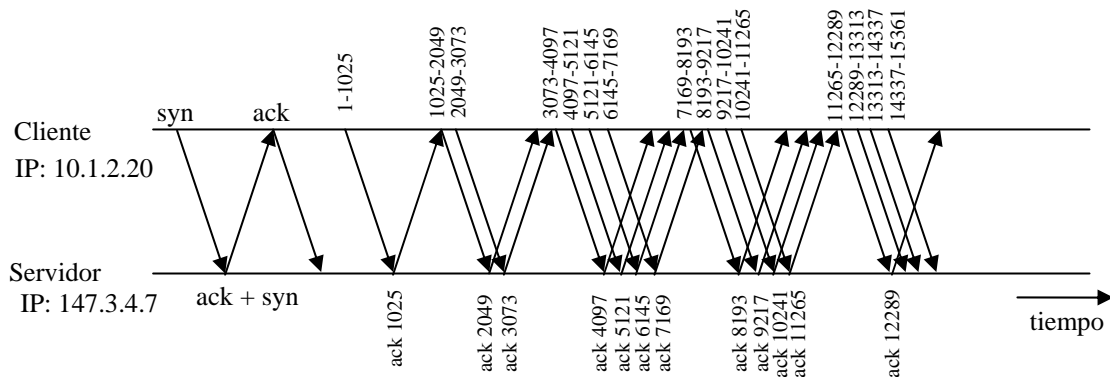 syn
ack
1-1025
1025-2049
2049-3073
3073-4097
4097-5121
5121-6145
6145-7169
7169-8193
8193-9217
9217-10241
10241-11265
11265-12289
12289-13313
13313-14337
14337-15361
Cliente
IP: 10.1.2.20
Servidor
IP: 147.3.4.7
ack + syn
ack 1025
ack 2049
ack 3073
ack 4097
ack 5121
ack 6145
ack 7169
ack 8193
ack 9217
ack 10241
ack 11265
ack 12289
tiempo